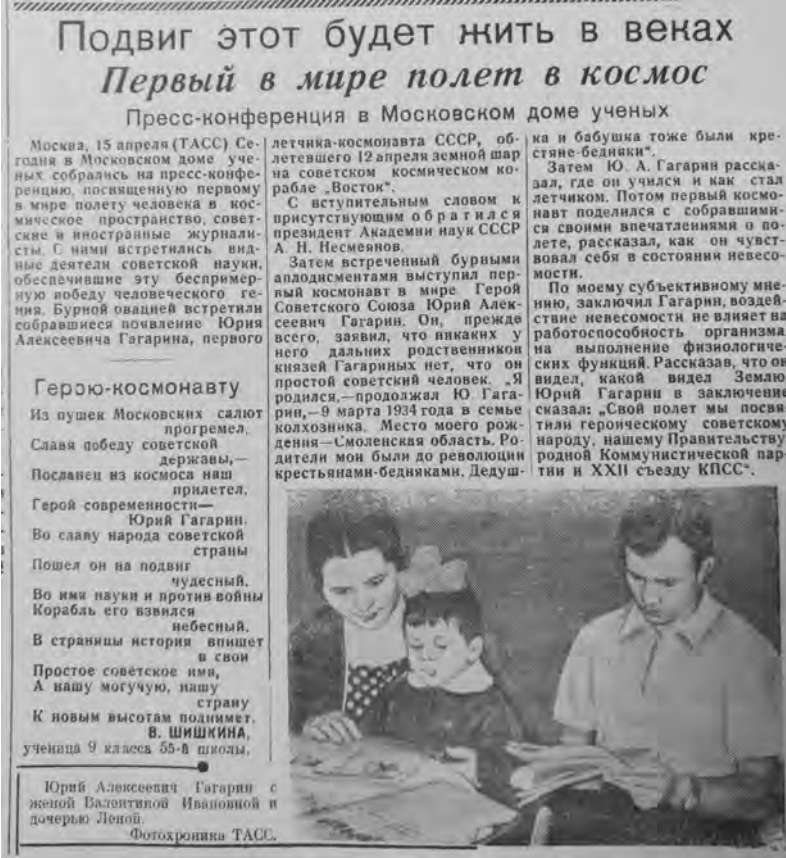 Подвиг этот будет жить в веках
Первый в мире полет в космос
Пресс-конференция в Московском доме ученых
Москва, 15 апреля (ТАСС) Се-
годня в Московском доме уче-
ных собрались на пресс-конфе-
ренцию, посвященную первому
в мире полету человека в кос-
мическое пространство, совет-
ские и иностранные журнали-
сты. С ними встретились вид-
ные деятели советской науки,
обеспечившие эту беспример-
ную победу человеческого ге-
ния. Бурной овацией встретили
собравшиеся появление Юрия
Алексеевича Гагарина, первого
летчика-космонавта СССР, об-
летевшего 12 апреля земной шар
на советском космическом ко-
рабле „Восток“.
С вступительным словом к
присутствующим обратился
президент Академии наук СССР
А. Н. Несмеянов.
Затем встреченный бурными
аплодисментами выступил пер-
вый космонавт в мире Герой
Советского Союза Юрий Алек-
сеевич Гагарин. Он, прежде
всего, заявил, что никаких у
него дальних родственников
князей Гагариных нет, что он
простой советский человек. „Я
родился,—продолжал Ю Гага-
рин,—9 марта 1934 года в семье
колхозника. Место моего рож-
дения—Смоленская область. Ро-
дители мои были до революции
крестьянами-бедняками. Дедуш-
ка и бабушка тоже были кре-
стяне-бедняки“.
Затем Ю. А. Гагарин расска-
зал, где он учился и как стал
летчиком. Потом первый космо-
навт поделился с собравшими-
ся своими впечатлениями о по-
лете, рассказал, как он чувст-
вовал себя в состоянии невесо-
мости.
По моему субъективному мне-
нию, заключил Гагарин, воздей-
ствие невесомости не влияет на
работоспособность организма
на выполнение физиологиче-
ских функций. Рассказав, что он
видел, какой видел Землю
Юрий Гагарин в заключение
сказал: „Свой полет мы посвя-
тили героическому советскому
народу, нашему Правительству
родной Коммунистической пар-
тии и XXII съезду КПСС“.
Герою-космонавту
Из пушек Московских салют
прогремел,
Славя победу советской
державы,—
Посланец из космоса наш
прилетел,
Герой современности—
Юрий Гагарин.
Во славу народа советской
страны
Пошел он на подвиг
чудесный,
Во имя науки и против войны
Корабль его взвился
небесный.
В страницы истории впишет
в свои
Простое советское имя,
А нашу могучую, нашу
страну
К новым высотам поднимет.
В. ШИШКИНА,
ученица 9 класса 55-й школы.
Юрий Алексеевич Гагарин с
женой Валентиной Ивановной и
дочерью Леной.
Фотохроника ТАСС.